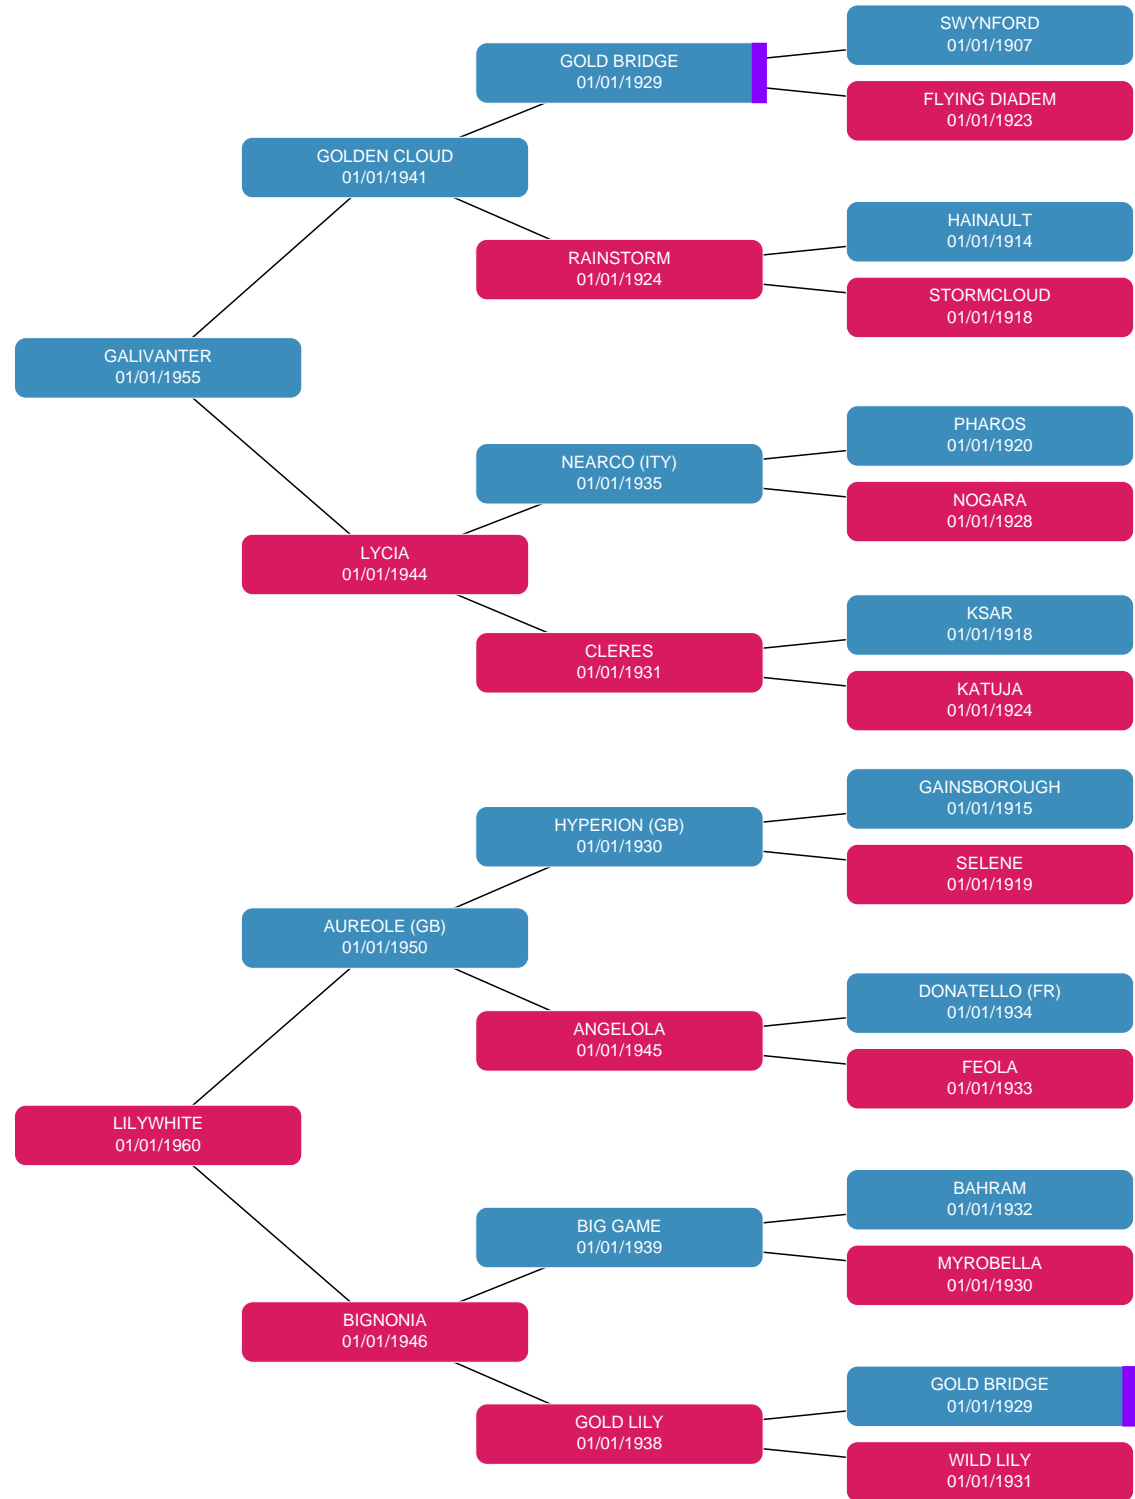 SWYNFORD
01/01/1907
GOLD BRIDGE
01/01/1929
FLYING DIADEM
01/01/1923
GOLDEN CLOUD
01/01/1941
HAINAULT
01/01/1914
RAINSTORM
01/01/1924
STORMCLOUD
01/01/1918
GALIVANTER
01/01/1955
PHAROS
01/01/1920
NEARCO (ITY)
01/01/1935
NOGARA
01/01/1928
LYCIA
01/01/1944
KSAR
01/01/1918
CLERES
01/01/1931
KATUJA
01/01/1924
GAINSBOROUGH
01/01/1915
HYPERION (GB)
01/01/1930
SELENE
01/01/1919
AUREOLE (GB)
01/01/1950
DONATELLO (FR)
01/01/1934
ANGELOLA
01/01/1945
FEOLA
01/01/1933
LILYWHITE
01/01/1960
BAHRAM
01/01/1932
BIG GAME
01/01/1939
MYROBELLA
01/01/1930
BIGNONIA
01/01/1946
GOLD BRIDGE
01/01/1929
GOLD LILY
01/01/1938
WILD LILY
01/01/1931